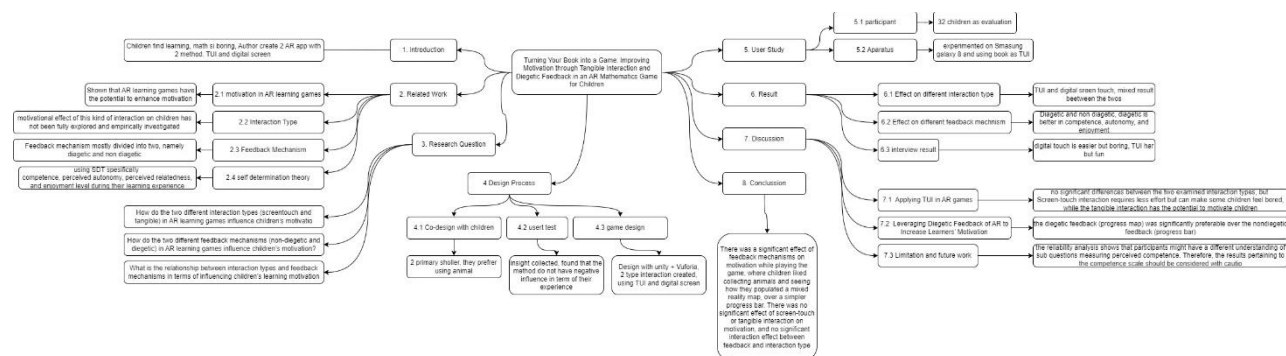 Turning Your Book into a Game: Improving
Motivation through Tangible Interaction and
Diegetic Feedback in an AR Mathematics Game
for Children
1. Introduction
Children find learning, math si boring, Author create 2 AR app with
2 method. TUI and digital screen
2. Related Work
2.1 motivation in AR learning games
Shown that AR learning games have
the potential to enhance motivation
2.2 Interaction Type
motivational effect of this kind of interaction on children has
not been fully explored and empirically investigated
2.3 Feedback Mechanism
Feedback mechanism mostly divided into two, namely
diegetic and non diegetic
2.4 self determination theory
using SDT spesifically
competence, perceived autonomy, perceived relatedness,
and enjoyment level during their learning experience
3. Research Question
How do the two different interaction types (screentouch and
tangible) in AR learning games influence children's motivatio
How do the two different feedback mechanisms (non-diegetic and
diegetic) in AR learning games influence children's motivation?
What is the relationship between interaction types and feedback
mechanisms in terms of influencing children's learning motivation
4 Design Process
4.1 Co-design with children
2 primary sholler, they prefrer
using animal
4.2 usert test
insight collected, found that the
method do not have negative
influence in term of their
experience
4.3 game design
Design with unity + Vuforia,
2 type interaction created,
using TUI and digital screen
5. User Study
5.1 participant
32 children as evaluation
5.2 Aparatus
experimented on Smasung
galaxy 8 and using book as TUI
6. Result
6.1 Effect on different interaction type
TUI and digital sreen touch, mixed result
beetween the twos
6.2 Effect on different feedback mechnism
Diagetic and non diagetic, diagetic is
better in competence, autonomy, and
enjoyment
6.3 interview result
digital touch is easier but boring, TUI har
but fun
7. Discussion
7.1 Applying TUI in AR games
no significant differences between the two examined interaction types, but
Screen-touch interaction requires less effort but can make some children feel bored,
while the tangible interaction has the potential to motivate children
7.2 Leveraging Diegetic Feedback of AR to
Increase Learners' Motivation
the diegetic feedback (progress map) was significantly preferable over the nondiegetic
feedback (progress bar)
7.3 Limitation and future work
the reliability analysis shows that participants might have a different understanding of
sub questions measuring perceived competence. Therefore, the results pertaining to
the competence scale should be considered with cautio
8. Conclussion
There was a significant effect of
feedback mechanisms on
motivation while playing the
game, where children liked
collecting animals and seeing
how they populated a mixed
reality map, over a simpler
progress bar. There was no
significant effect of screen-touch
or tangible interaction on
motivation, and no significant
interaction effect between
feedback and interaction type